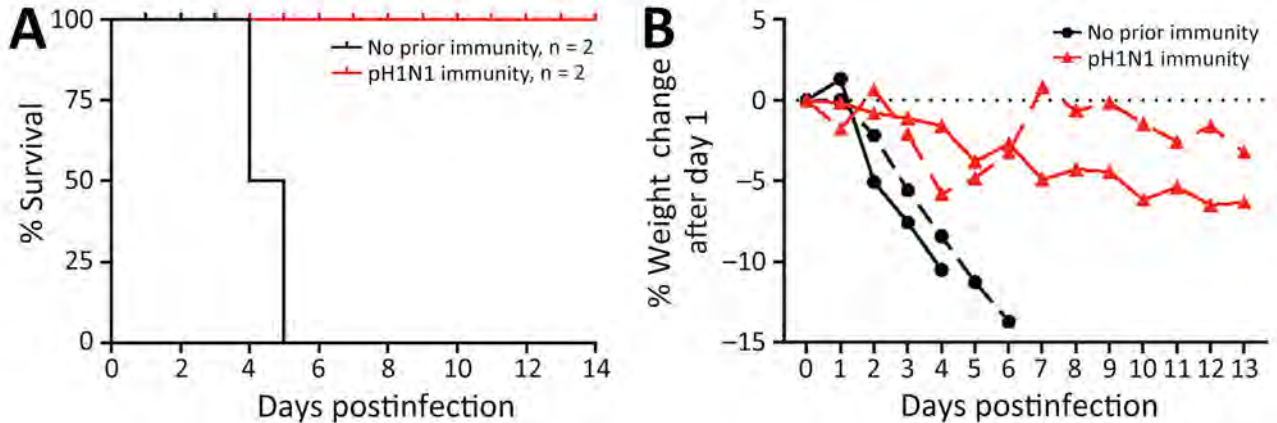 A
% Survival
100
75
50
25
0
No prior immunity, n = 2
pH1N1 immunity, n = 2
0 2 4 6 8 10 12 14
Days postinfection
B
% Weight change
after day 1
5
0
−5
−10
−15
No prior immunity
pH1N1 immunity
0 1 2 3 4 5 6 7 8 9 10 11 12 13
Days postinfection